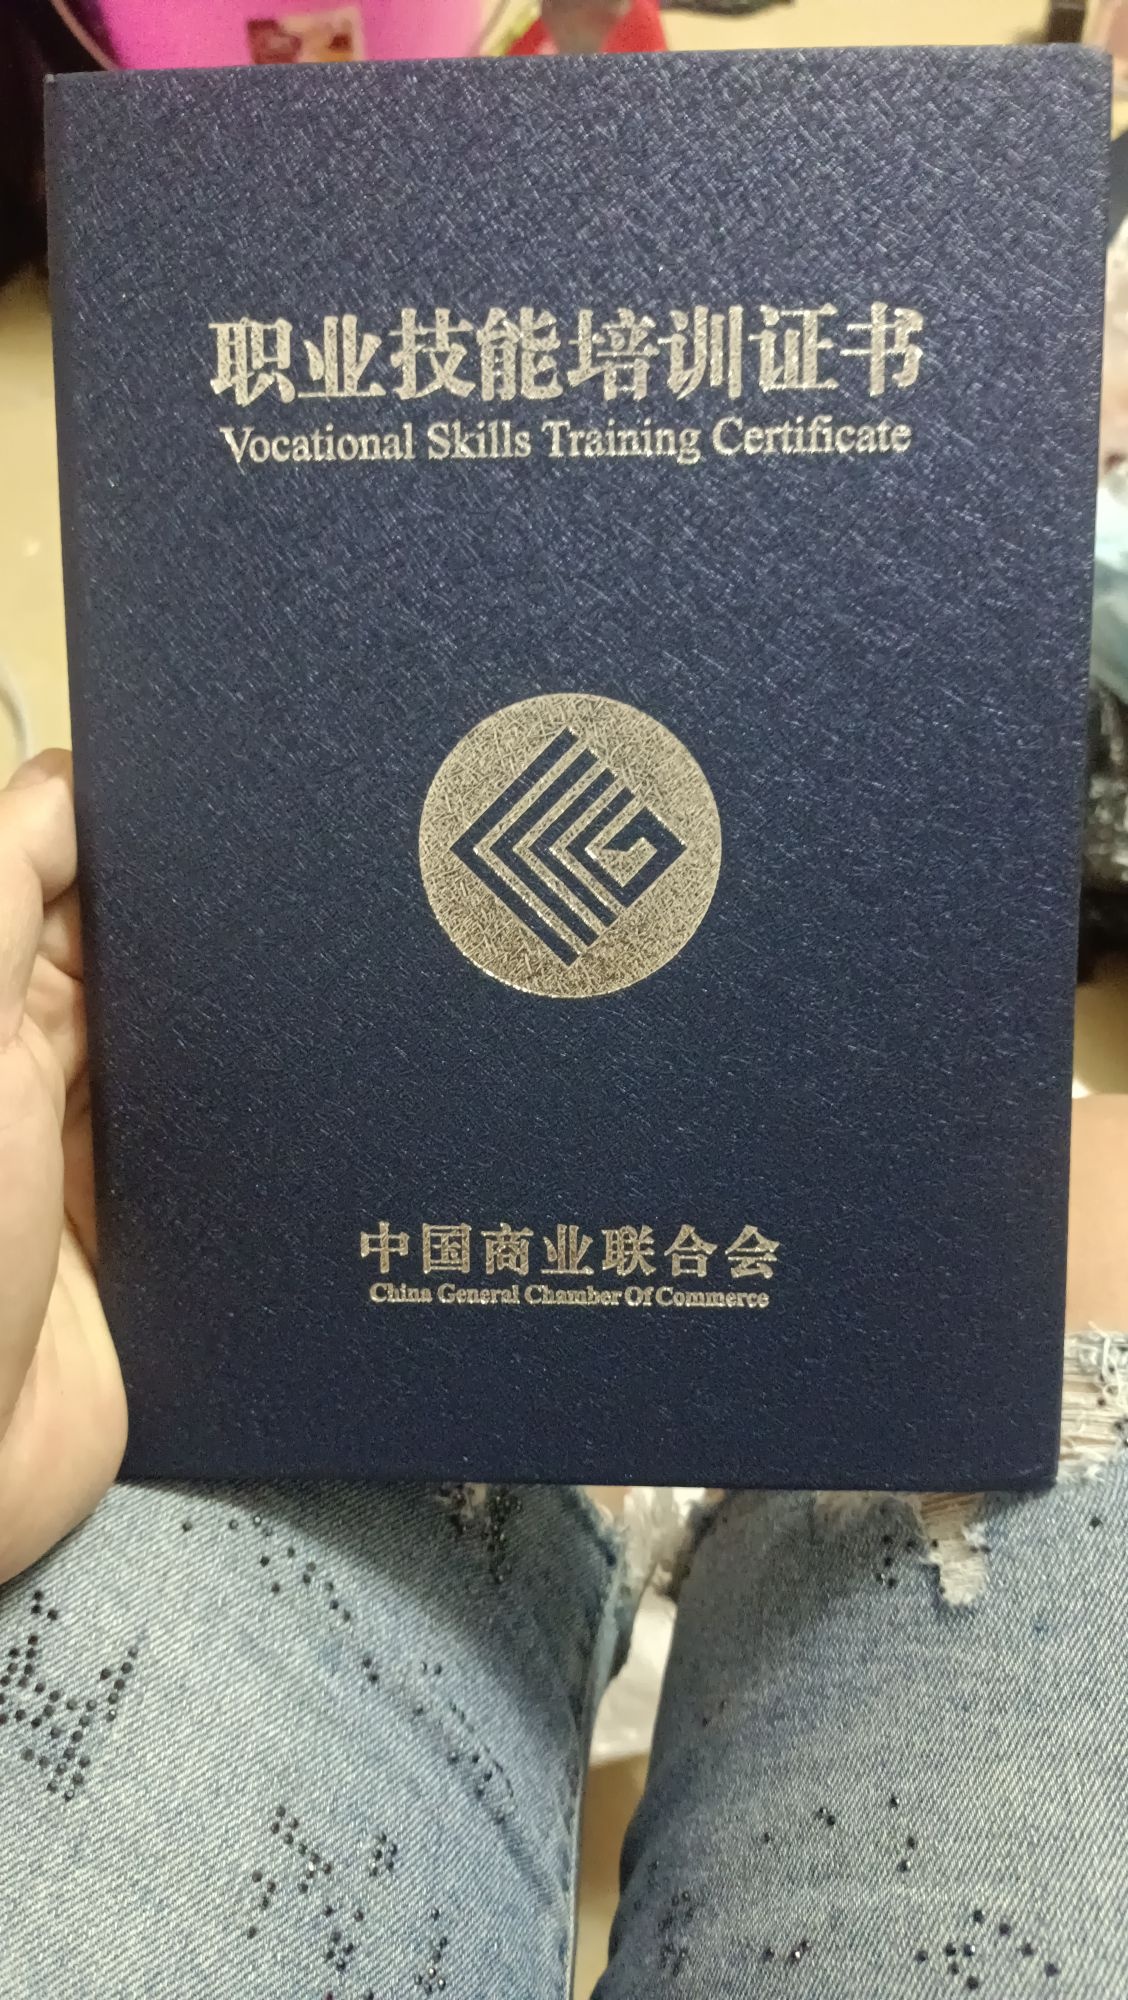 职业技能培训证书
Vocational Skills Training Certificate
中国商业联合会
China General Chamber Of Commerce